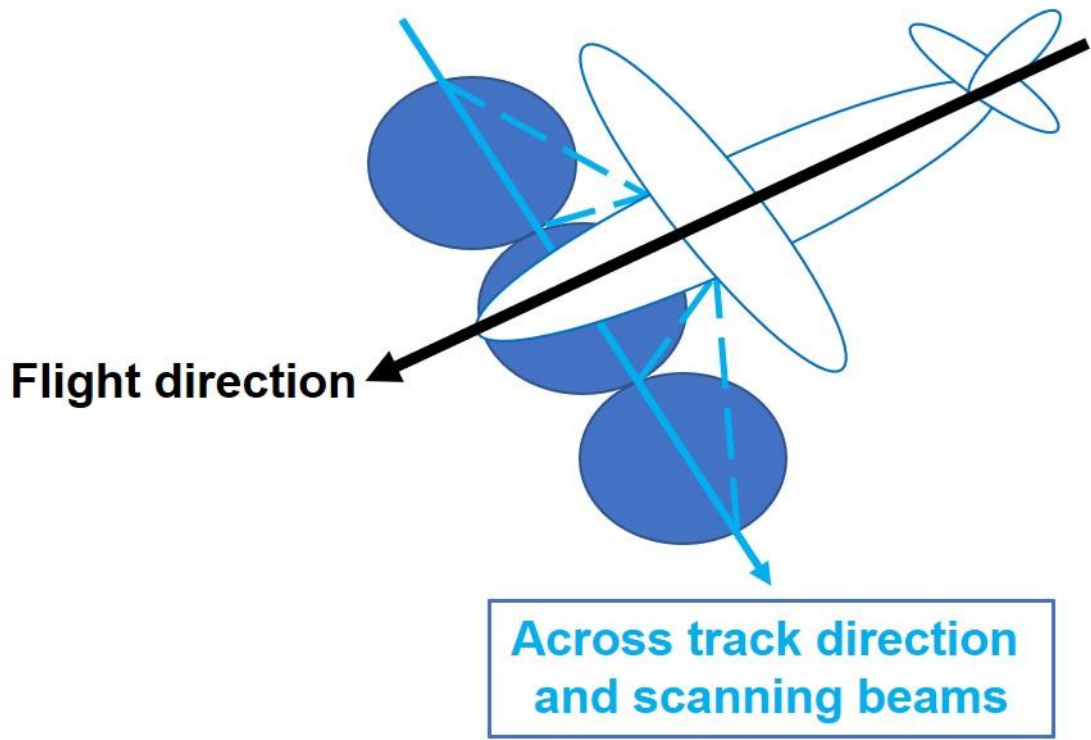 Flight direction
Across track direction
and scanning beams